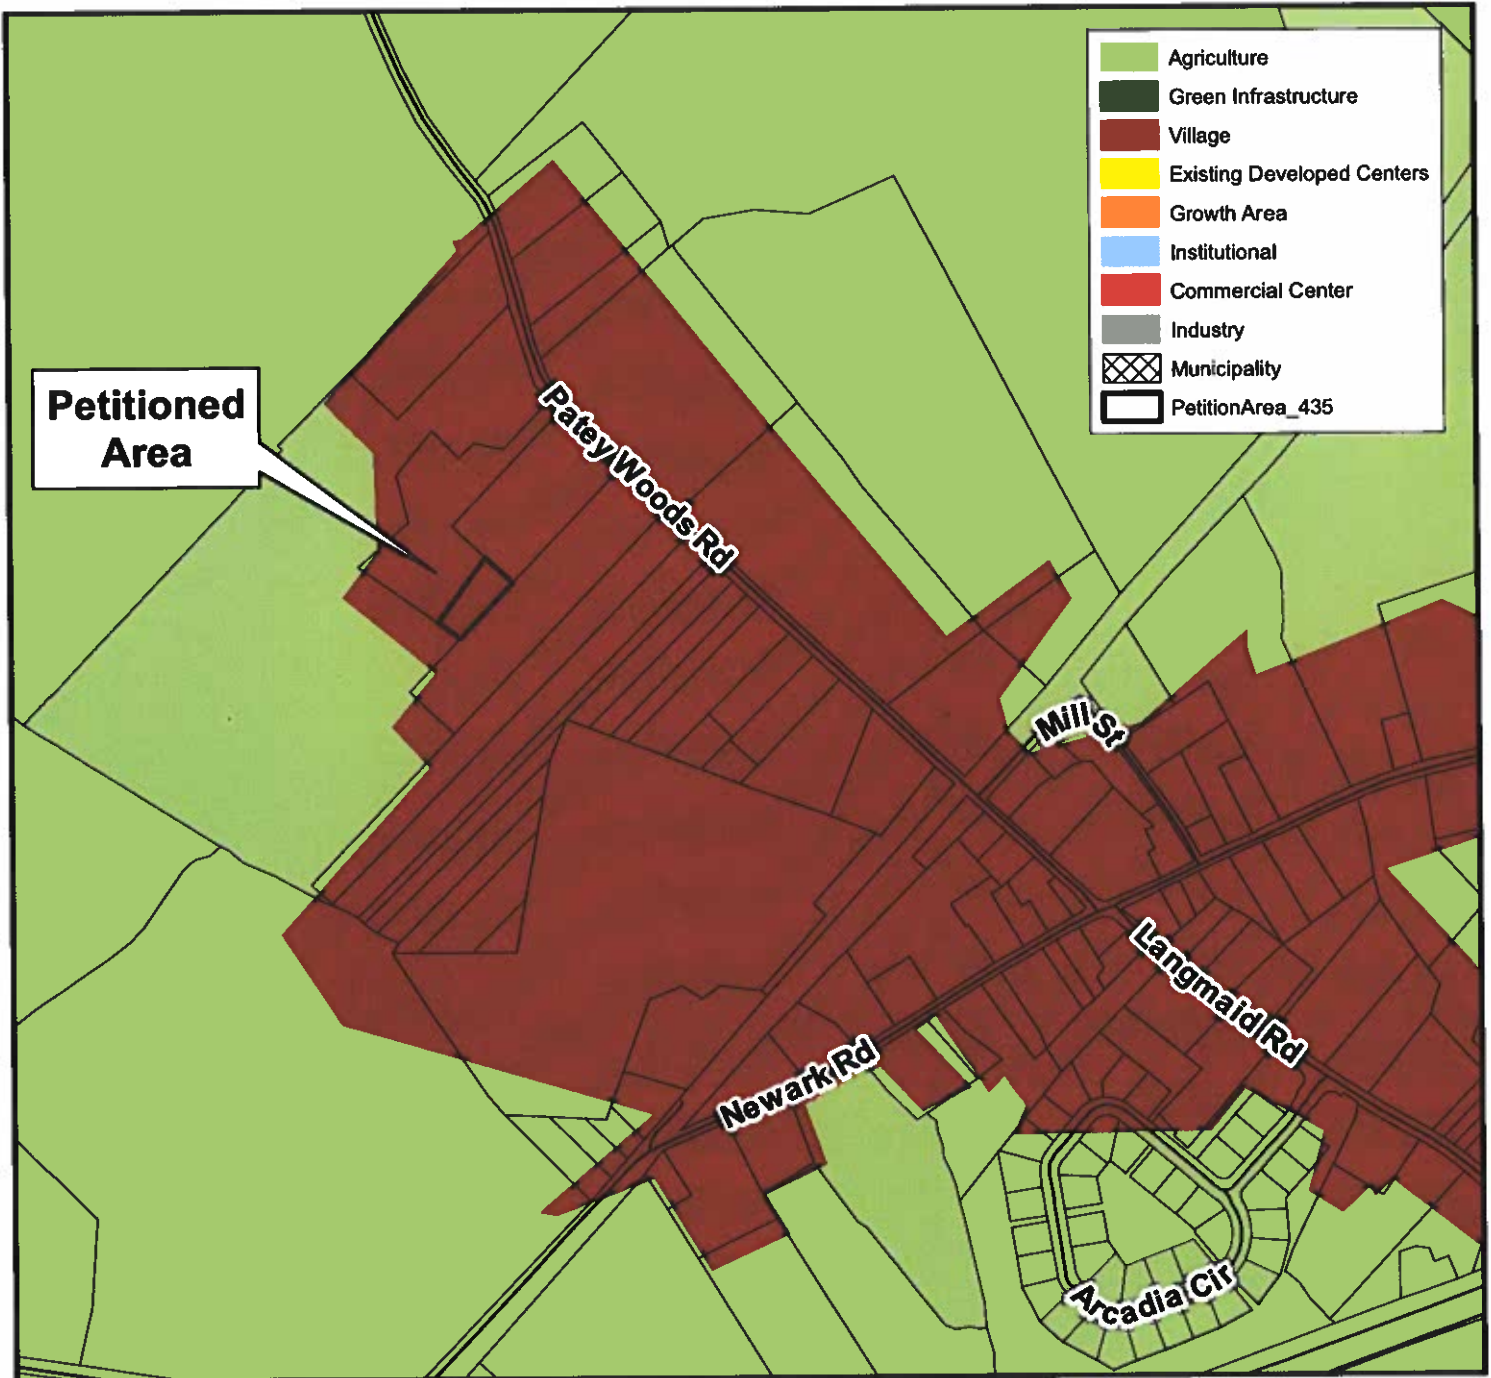 Agriculture
Green Infrastructure
Village
Existing Developed Centers
Growth Area
Institutional
Commercial Center
Industry
Municipality
PetitionArea_435
Petitioned
Area
Patey Woods Rd
Mill St
Langmaid Rd
Newark Rd
Arcadia Cir